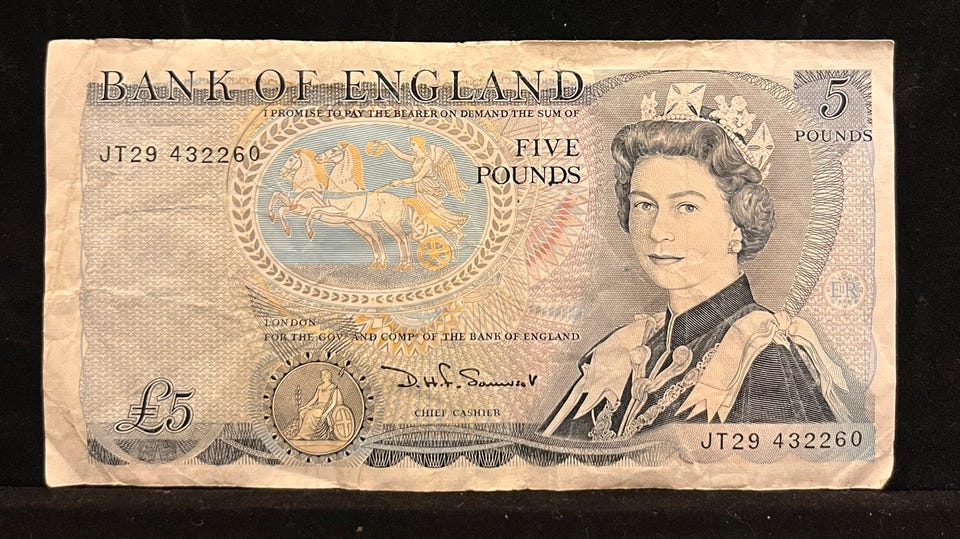 BANK OF ENGLAND
I PROMISE TO PAY THE BEARER ON DEMAND THE SUM OF
5
POUNDS
JT29 432260
FIVE
POUNDS
E II R
LONDON
FOR THE GOVR AND COMPA OF THE BANK OF ENGLAND
£5
CHIEF CASHIER
JT29 432260